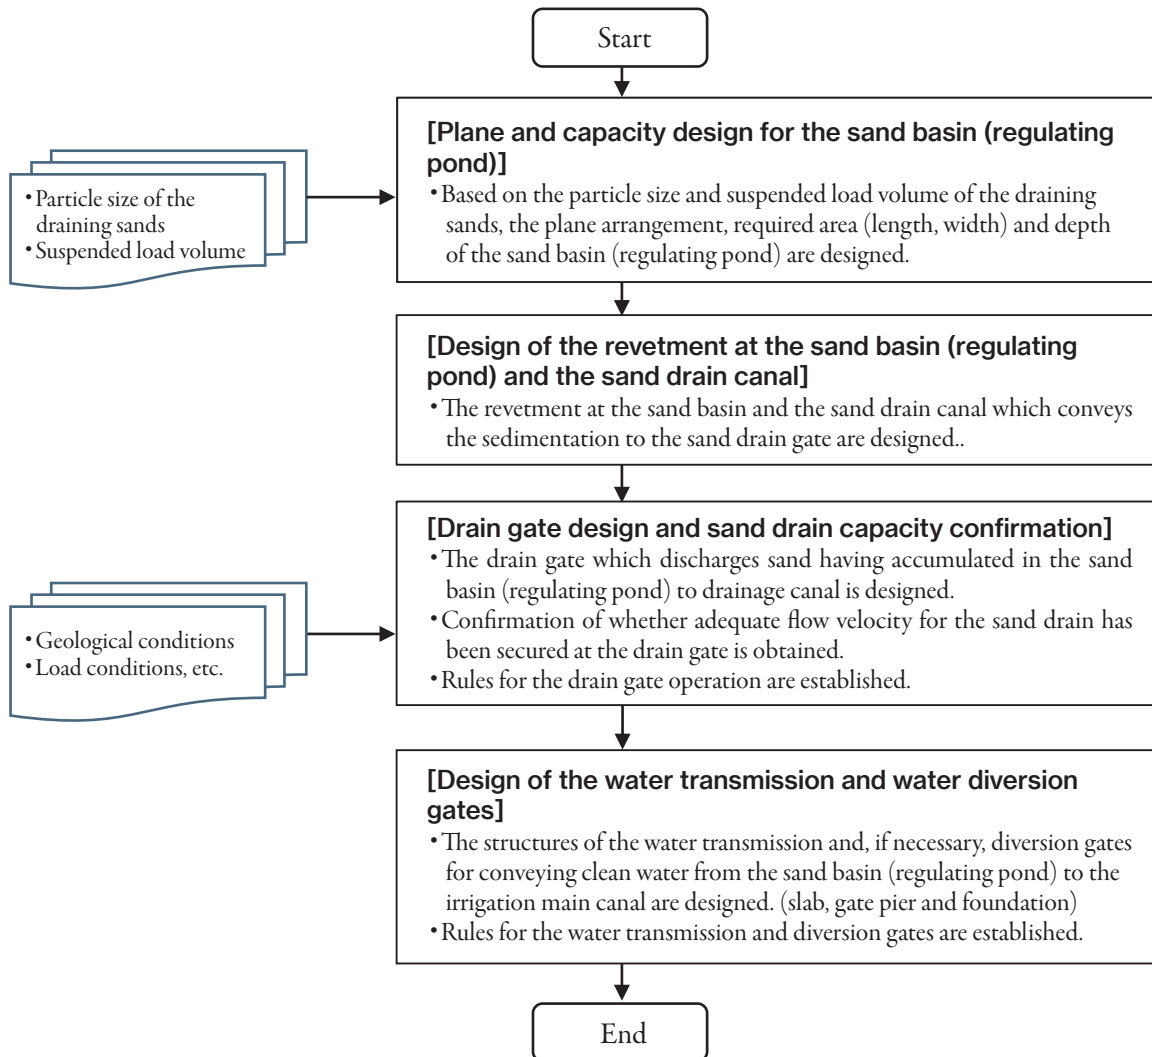 Start
[Plane and capacity design for the sand basin (regulating
pond)]
• Based on the particle size and suspended load volume of the draining
sands, the plane arrangement, required area (length, width) and depth
of the sand basin (regulating pond) are designed.
• Particle size of the
draining sands
• Suspended load volume
[Design of the revetment at the sand basin (regulating
pond) and the sand drain canal]
• The revetment at the sand basin and the sand drain canal which conveys
the sedimentation to the sand drain gate are designed..
[Drain gate design and sand drain capacity confirmation]
• The drain gate which discharges sand having accumulated in the sand
basin (regulating pond) to drainage canal is designed.
• Confirmation of whether adequate flow velocity for the sand drain has
been secured at the drain gate is obtained.
• Rules for the drain gate operation are established.
• Geological conditions
• Load conditions, etc.
[Design of the water transmission and water diversion
gates]
• The structures of the water transmission and, if necessary, diversion gates
for conveying clean water from the sand basin (regulating pond) to the
irrigation main canal are designed. (slab, gate pier and foundation)
• Rules for the water transmission and diversion gates are established.
End